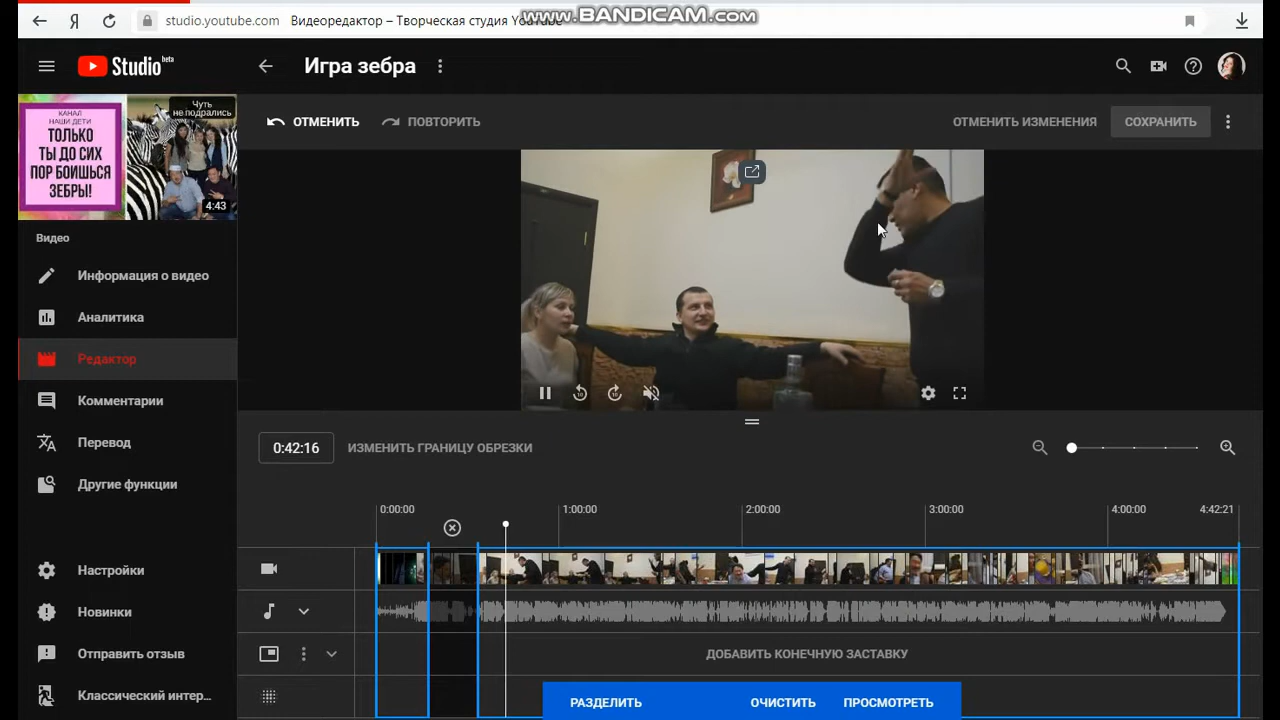 studio.youtube.com Видеоредактор – Творческая студия YouTube
www.BANDICAM.com
Studio beta
Игра зебра
КАНАЛ
НАШИ ДЕТИ
ТОЛЬКО
ТЫ ДО СИХ
ПОР БОИШЬСЯ
ЗЕБРЫ!
Чуть
не подрались
4:43
ОТМЕНИТЬ
ПОВТОРИТЬ
ОТМЕНИТЬ ИЗМЕНЕНИЯ
СОХРАНИТЬ
Видео
Информация о видео
Аналитика
Редактор
Комментарии
Перевод
Другие функции
Настройки
Новинки
Отправить отзыв
Классический интер...
10 10
0:42:16
ИЗМЕНИТЬ ГРАНИЦУ ОБРЕЗКИ
0:00:00 1:00:00 2:00:00 3:00:00 4:00:00 4:42:21
ДОБАВИТЬ КОНЕЧНУЮ ЗАСТАВКУ
РАЗДЕЛИТЬ ОЧИСТИТЬ ПРОСМОТРЕТЬ